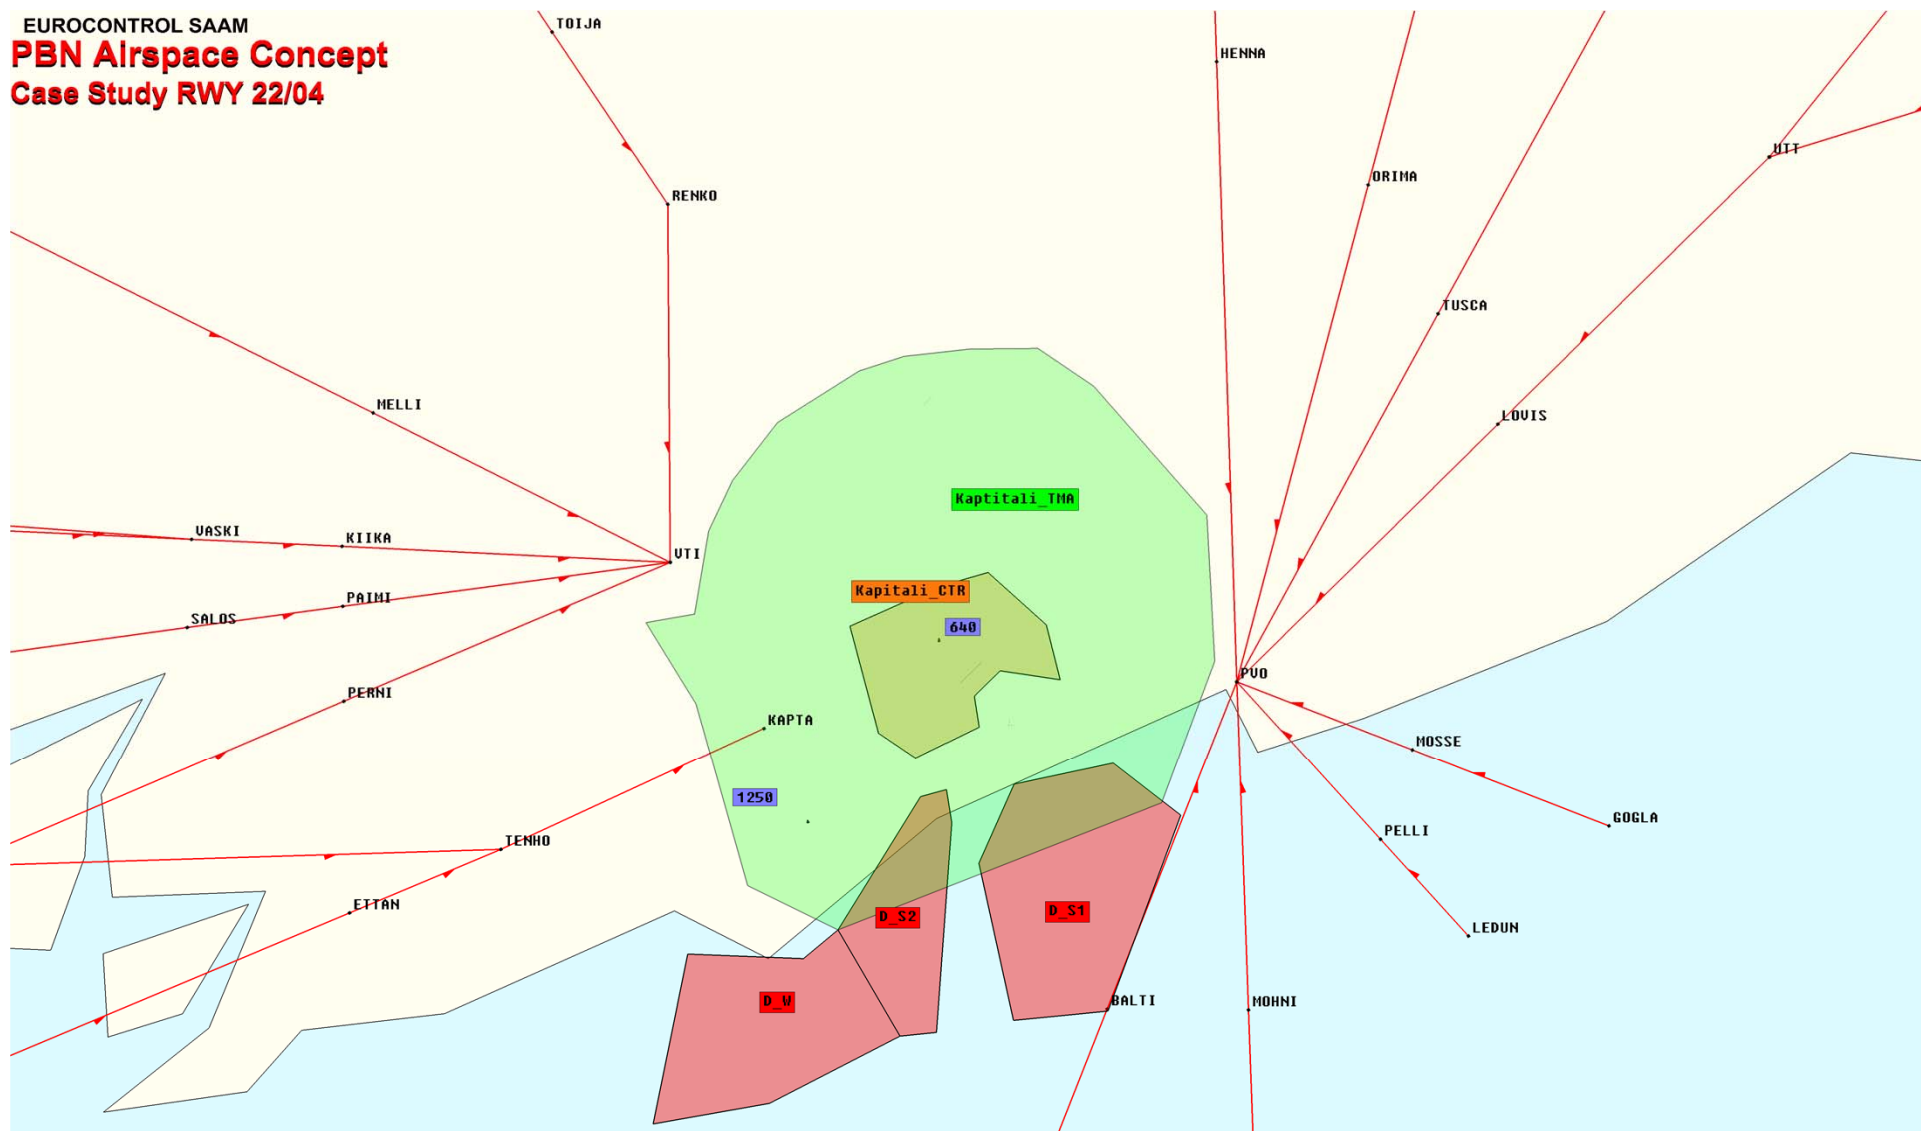 EUROCONTROL SAAM
PBN Airspace Concept
Case Study RWY 22/04
TOIJA
HENNA
UTT
ORIMA
RENKO
TUSCA
MELLI
LOVIS
Kaptitali_TMA
VASKI
KIIKA
VTI
Kapitali_CTR
PAIMI
SALOS
640
PVO
PERNI
KAPTA
MOSSE
1250
GOGLA
PELLI
TENHO
ETTAN
D_S2
D_S1
LEDUN
D_W
BALTI
MOHNI